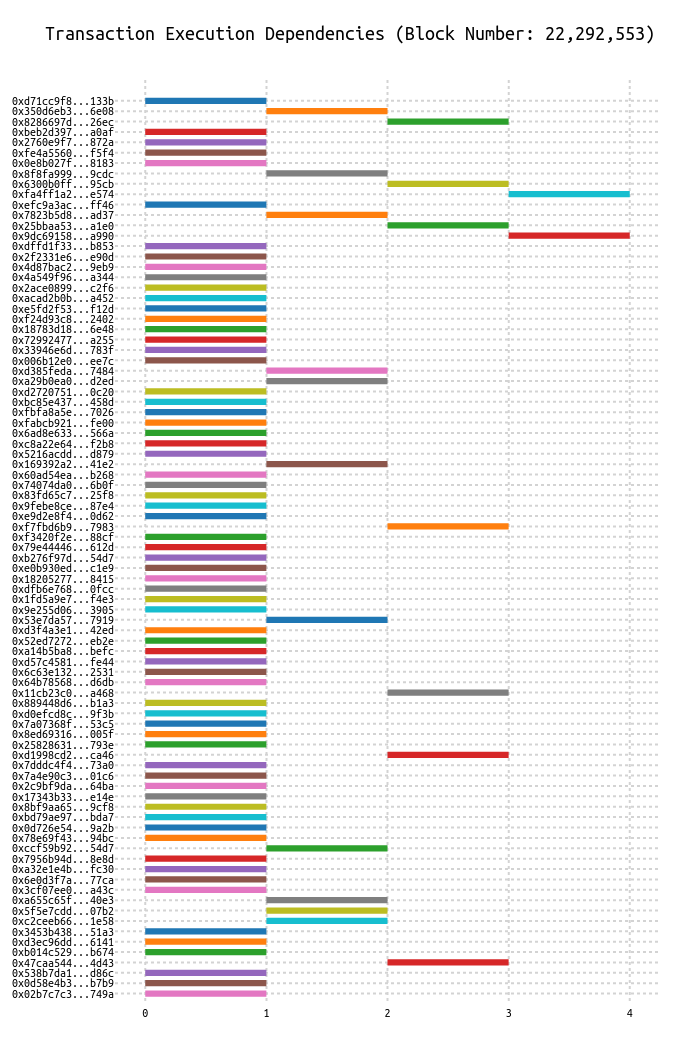 Transaction Execution Dependencies (Block Number: 22,292,553)
0xd71cc9f8...133b
0x350d6eb3...6e08
0x8286697d...26ec
0xbeb2d397...a0af
0x2760e9f7...872a
0xfe4a5560...f5f4
0x0e8b027f...8183
0x8f8fa999...9cdc
0x6300b0ff...95cb
0xfa4ff1a2...e574
0xefc9a3ac...ff46
0x7823b5d8...ad37
0x25bbaa53...a1e0
0x9dc69158...a990
0xdffd1f33...b853
0x2f2331e6...e90d
0x4d87bac2...9eb9
0x4a549f96...a344
0x2ace0899...c2f6
0xacad2b0b...a452
0xe5fd2f53...f12d
0xf24d93c8...2402
0x18783d18...6e48
0x72992477...a255
0x33946e6d...783f
0x006b12e0...ee7c
0xd385feda...7484
0xa29b0ea0...d2ed
0xd2720751...0c20
0xbc85e437...458d
0xfbfa8a5e...7026
0xfabcb921...fe00
0x6ad8e633...566a
0xc8a22e64...f2b8
0x5216acdd...d879
0x169392a2...41e2
0x60ad54ea...b268
0x74074da0...6b0f
0x83fd65c7...25f8
0x9febe8ce...87e4
0xe9d2e8f4...0d62
0xf7fbd6b9...7983
0xf3420f2e...88cf
0x79e44446...612d
0xb276f97d...54d7
0xe0b930ed...c1e9
0x18205277...8415
0xdfb6e768...0fcc
0x1fd5a9e7...f4e3
0x9e255d06...3905
0x53e7da57...7919
0xd3f4a3e1...42ed
0x52ed7272...eb2e
0xa14b5ba8...befc
0xd57c4581...fe44
0x6c63e132...2531
0x64b78568...d6db
0x11cb23c0...a468
0x889448d6...b1a3
0xd0efcd8c...9f3b
0x7a07368f...53c5
0x8ed69316...005f
0x25828631...793e
0xd1998cd2...ca46
0x7dddc4f4...73a0
0x7a4e90c3...01c6
0x2c9bf9da...64ba
0x17343b33...e14e
0x8bf9aa65...9cf8
0xbd79ae97...bda7
0x0d726e54...9a2b
0x78e69f43...94bc
0xccf59b92...54d7
0x7956b94d...8e8d
0xa32e1e4b...fc30
0x6e0d3f7a...77ca
0x3cf07ee0...a43c
0xa655c65f...40e3
0x5f5e7cdd...07b2
0xc2ceeb66...1e58
0x3453b438...51a3
0xd3ec96dd...6141
0xb014c529...b674
0x47caa544...4d43
0x538b7da1...d86c
0x0d58e4b3...b7b9
0x02b7c7c3...749a
0 1 2 3 4